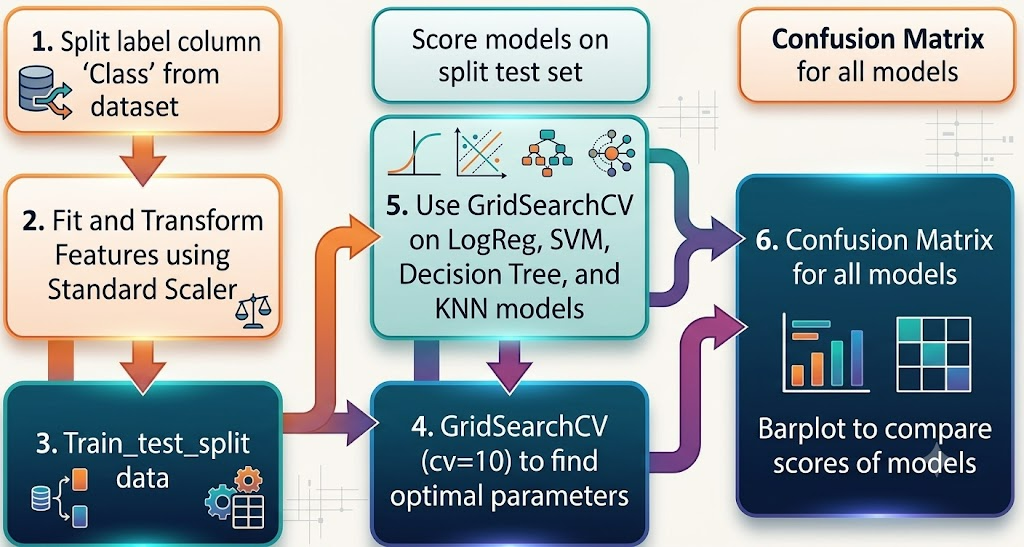 1. Split label column
‘Class’ from
dataset
2. Fit and Transform
Features using
Standard Scaler
3. Train_test_split
data
Score models on
split test set
5. Use GridSearchCV
on LogReg, SVM,
Decision Tree, and
KNN models
4. GridSearchCV
(cv=10) to find
optimal parameters
Confusion Matrix
for all models
6. Confusion Matrix
for all models
Barplot to compare
scores of models